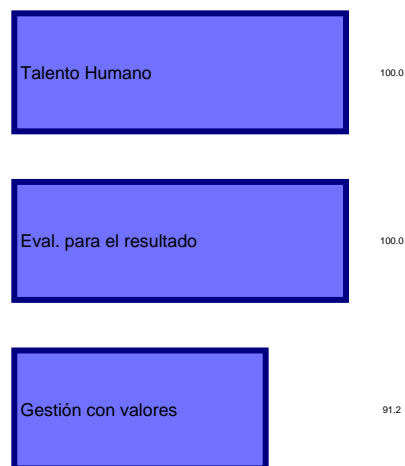 Talento Humano 100.0
Eval. para el resultado 100.0
Gestión con valores 91.2